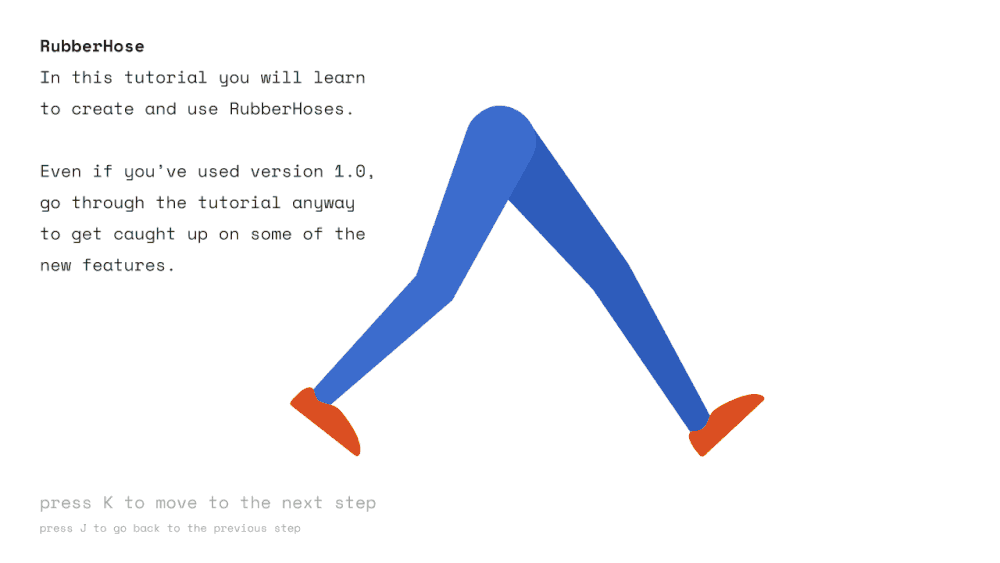 RubberHose
In this tutorial you will learn
to create and use RubberHoses.
Even if you’ve used version 1.0,
go through the tutorial anyway
to get caught up on some of the
new features.
press K to move to the next step
press J to go back to the previous step